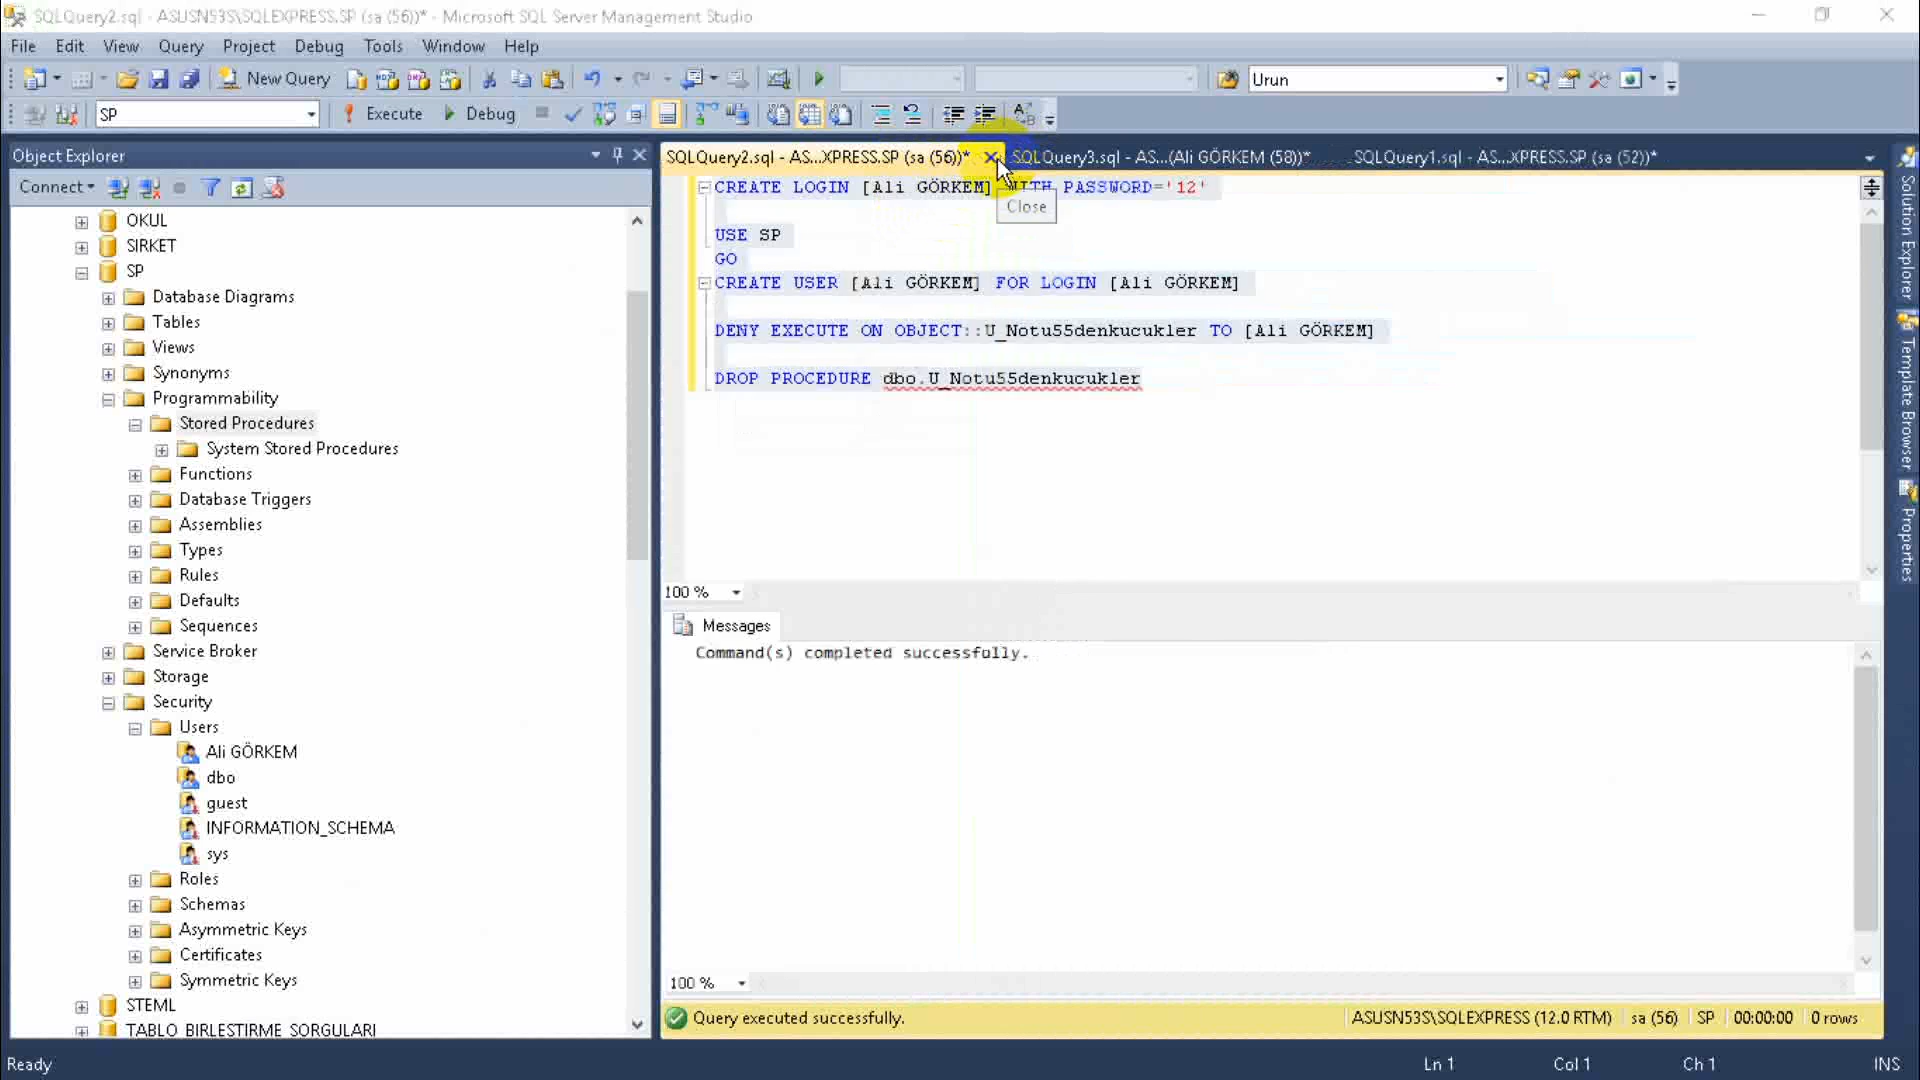 SQLQuery2.sql - ASUSN53S\SQLEXPRESS.SP (sa (56))* - Microsoft SQL Server Management Studio
File Edit View Query Project Debug Tools Window Help
New Query
Urun
SP
Execute
Debug
Object Explorer
Connect
OKUL
SIRKET
SP
Database Diagrams
Tables
Views
Synonyms
Programmability
Stored Procedures
System Stored Procedures
Functions
Database Triggers
Assemblies
Types
Rules
Defaults
Sequences
Service Broker
Storage
Security
Users
Ali GÖRKEM
dbo
guest
INFORMATION_SCHEMA
sys
Roles
Schemas
Asymmetric Keys
Certificates
Symmetric Keys
STEML
TABLO_BIRLESTIRME_SORGULARI
SQLQuery2.sql - AS...XPRESS.SP (sa (56))*
SQLQuery3.sql - AS...(Ali GÖRKEM (58))*
SQLQuery1.sql - AS...XPRESS.SP (sa (52))*
CREATE LOGIN [Ali GÖRKEM] WITH PASSWORD='12'
Close
USE SP
GO
CREATE USER [Ali GÖRKEM] FOR LOGIN [Ali GÖRKEM]
DENY EXECUTE ON OBJECT::U_Notu55denkucukler TO [Ali GÖRKEM]
DROP PROCEDURE dbo.U_Notu55denkucukler
100 %
Messages
Command(s) completed successfully.
100 %
Query executed successfully.
ASUSN53S\SQLEXPRESS (12.0 RTM) sa (56) SP 00:00:00 0 rows
Solution Explorer
Template Browser
Properties
Ready
Ln 1 Col 1 Ch 1 INS